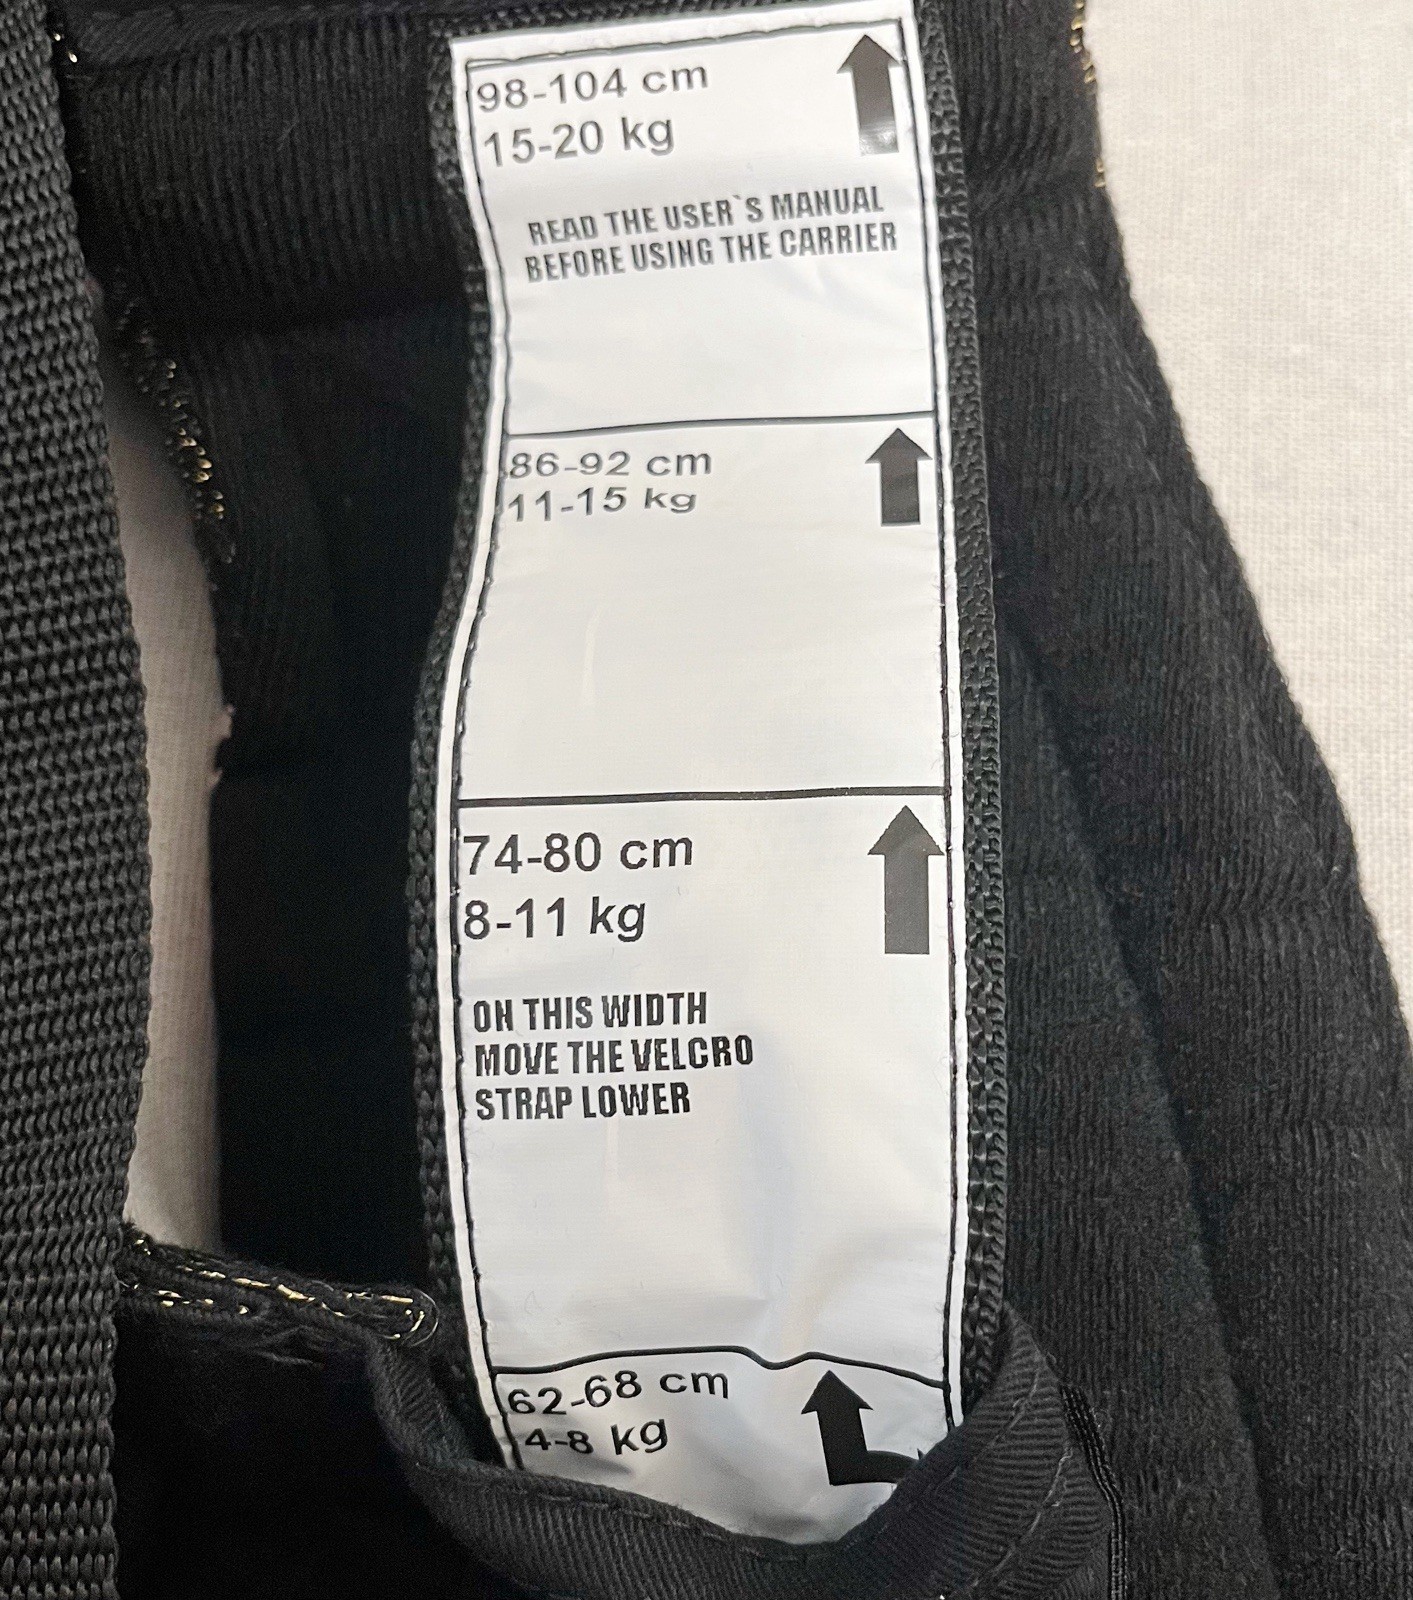 98-104 cm
15-20 kg
READ THE USER`S MANUAL
BEFORE USING THE CARRIER
86-92 cm
11-15 kg
74-80 cm
8-11 kg
ON THIS WIDTH
MOVE THE VELCRO
STRAP LOWER
62-68 cm
4-8 kg